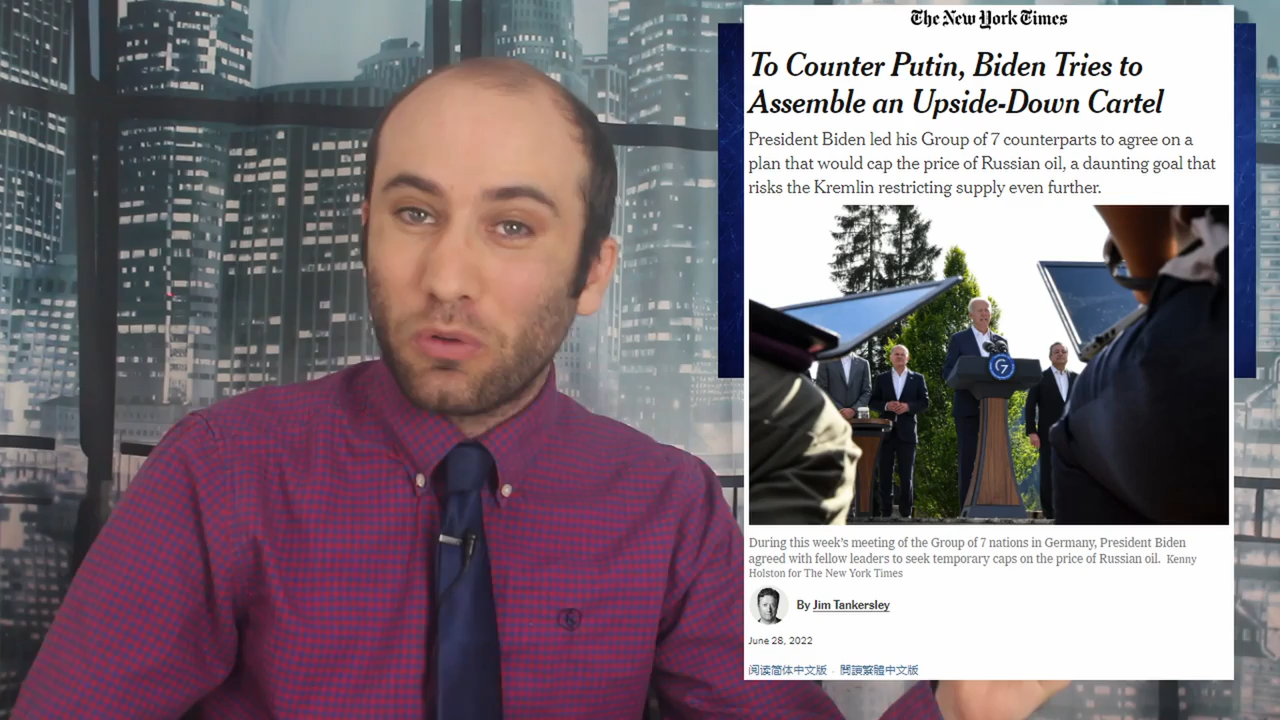 The New York Times
To Counter Putin, Biden Tries to
Assemble an Upside-Down Cartel
President Biden led his Group of 7 counterparts to agree on a
plan that would cap the price of Russian oil, a daunting goal that
risks the Kremlin restricting supply even further.
G7
During this week's meeting of the Group of 7 nations in Germany, President Biden
agreed with fellow leaders to seek temporary caps on the price of Russian oil. Kenny
Holston for The New York Times
By Jim Tankersley
June 28, 2022
阅读简体中文版 · 閱讀繁體中文版